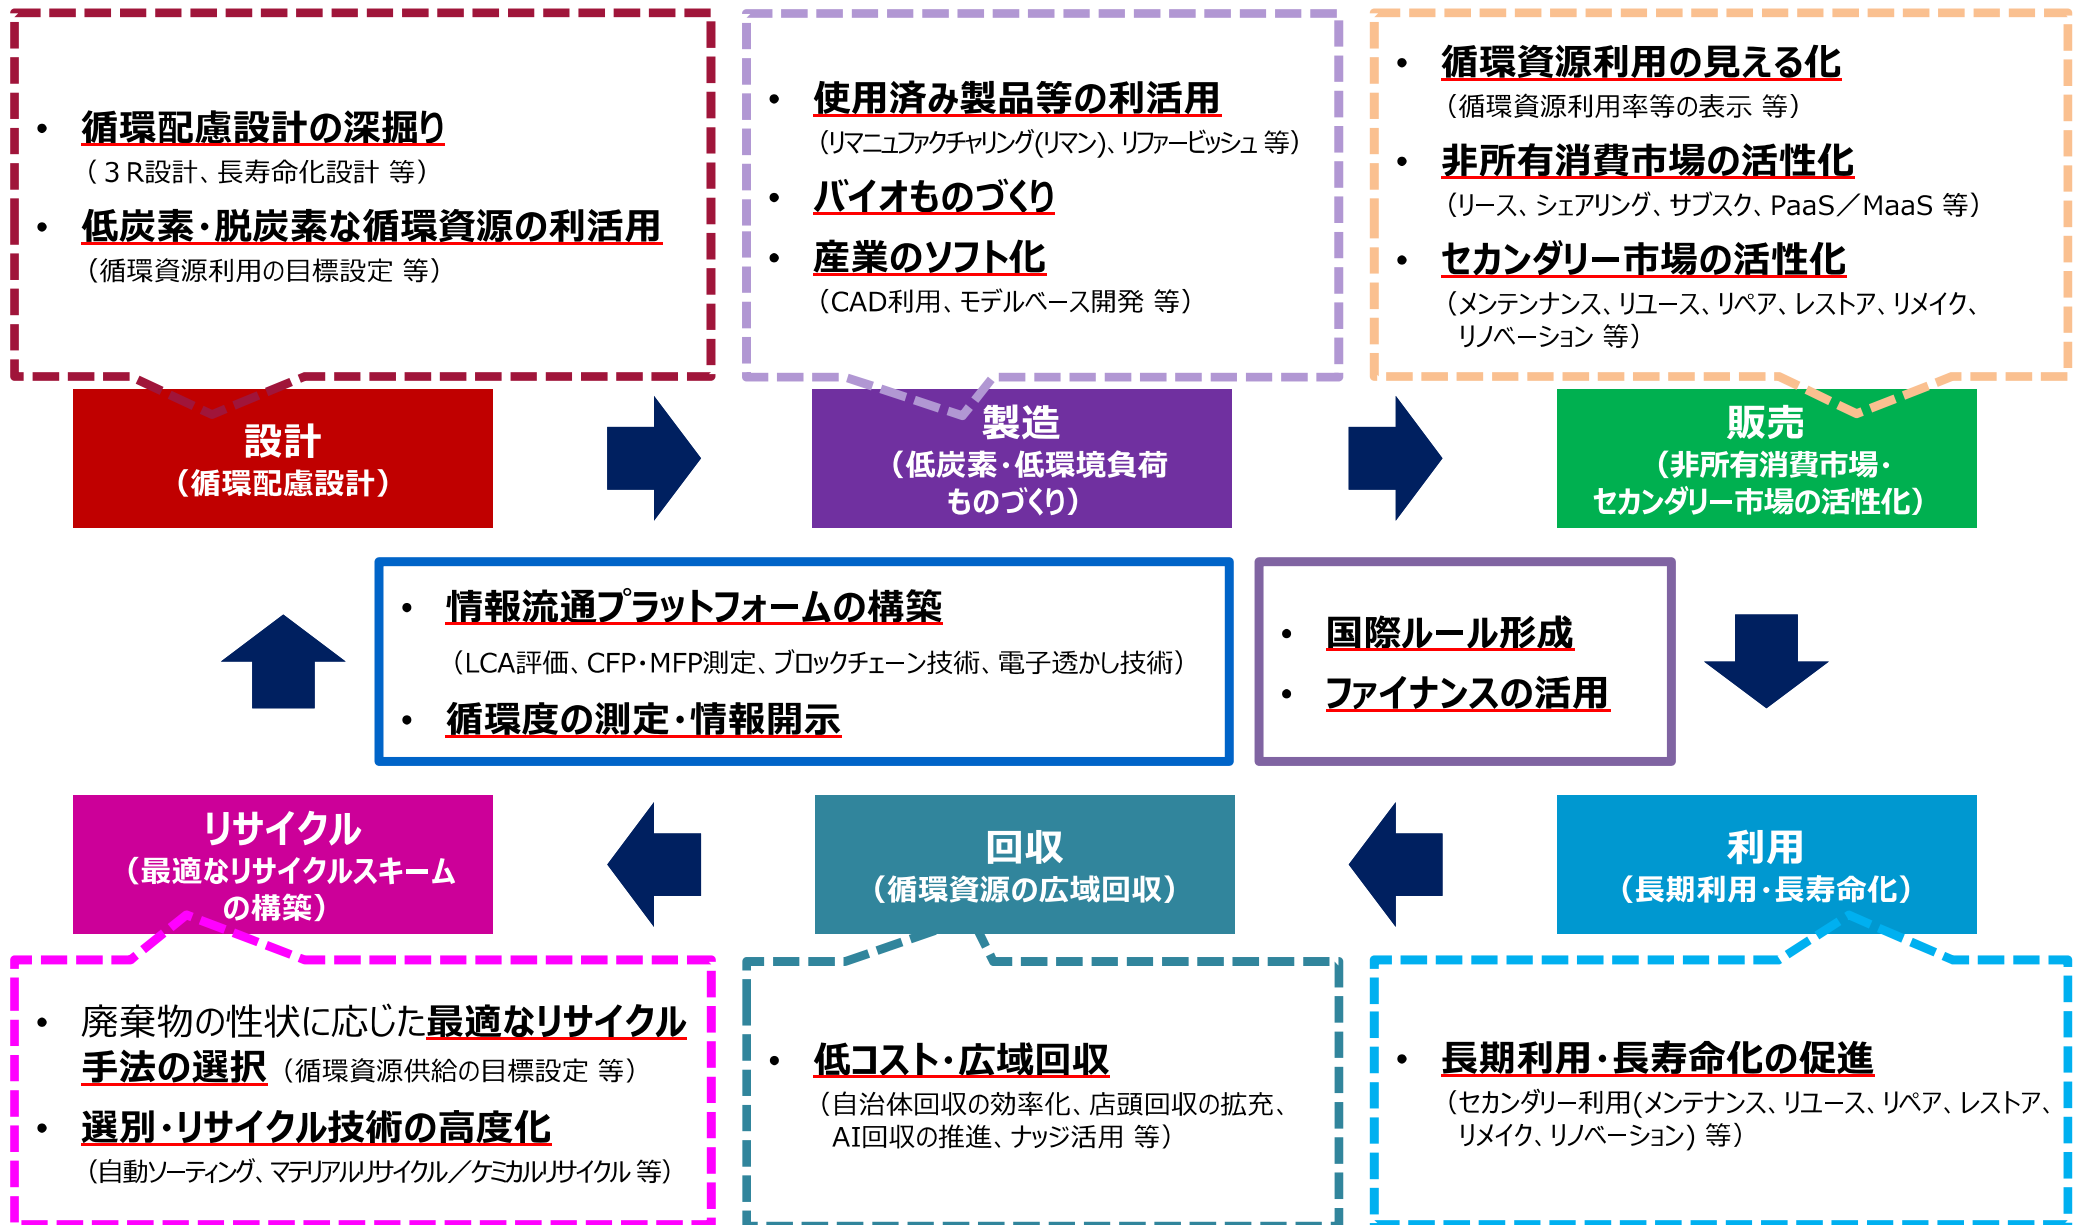 • 循環配慮設計の深掘り
（３R設計、長寿命化設計 等）
• 低炭素・脱炭素な循環資源の利活用
（循環資源利用の目標設定 等）
• 使用済み製品等の利活用
（リマニュファクチャリング(リマン)、リファービッシュ 等）
• バイオものづくり
• 産業のソフト化
（CAD利用、モデルベース開発 等）
• 循環資源利用の見える化
（循環資源利用率等の表示 等）
• 非所有消費市場の活性化
（リース、シェアリング、サブスク、PaaS／MaaS 等）
• セカンダリー市場の活性化
（メンテンナンス、リユース、リペア、レストア、リメイク、
リノベーション 等）
設計
（循環配慮設計）
製造
（低炭素・低環境負荷
ものづくり）
販売
（非所有消費市場・
セカンダリー市場の活性化）
• 情報流通プラットフォームの構築
（LCA評価、CFP・MFP測定、ブロックチェーン技術、電子透かし技術）
• 循環度の測定・情報開示
• 国際ルール形成
• ファイナンスの活用
リサイクル
（最適なリサイクルスキーム
の構築）
回収
（循環資源の広域回収）
利用
（長期利用・長寿命化）
• 廃棄物の性状に応じた最適なリサイクル
手法の選択（循環資源供給の目標設定 等）
• 選別・リサイクル技術の高度化
（自動ソーティング、マテリアルリサイクル／ケミカルリサイクル 等）
• 低コスト・広域回収
（自治体回収の効率化、店頭回収の拡充、
AI回収の推進、ナッジ活用 等）
• 長期利用・長寿命化の促進
（セカンダリー利用(メンテナンス、リユース、リペア、レストア、
リメイク、リノベーション) 等）